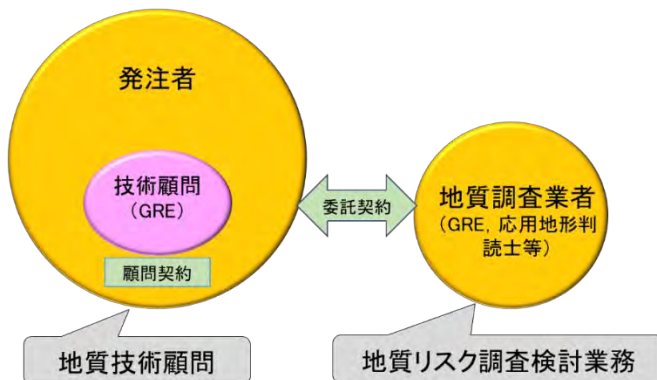 発注者
技術顧問
（GRE）
顧問契約
委託契約
地質調査業者
（GRE，応用地形判
読士等）
地質技術顧問
地質リスク調査検討業務